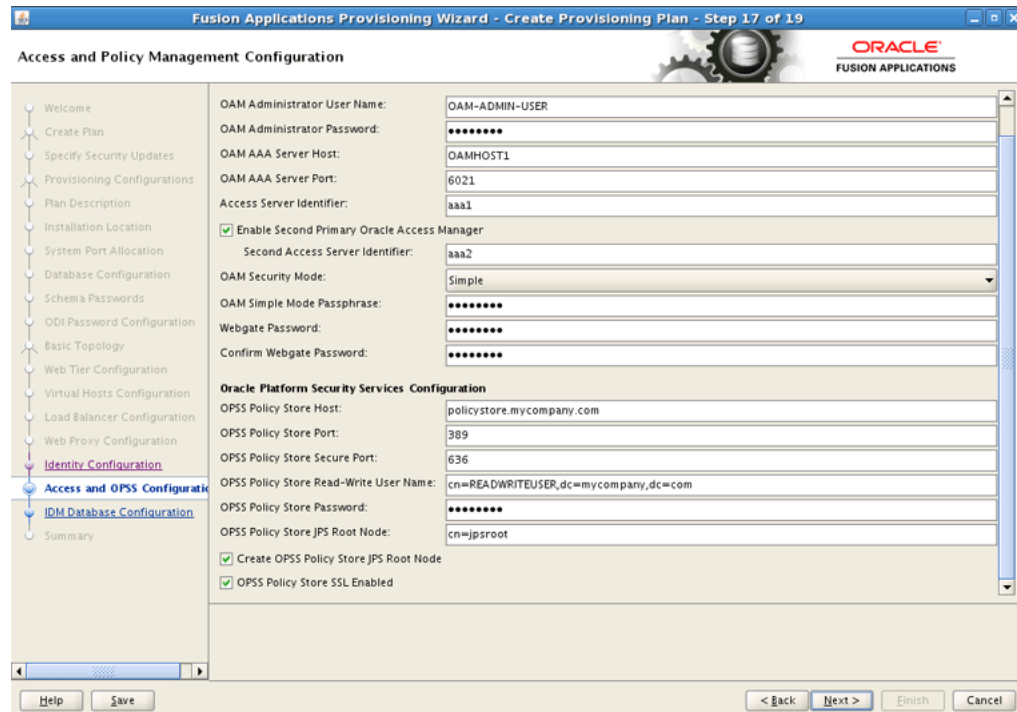 Fusion Applications Provisioning Wizard - Create Provisioning Plan - Step 17 of 19
Access and Policy Management Configuration
ORACLE
FUSION APPLICATIONS
Welcome
Create Plan
Specify Security Updates
Provisioning Configurations
Plan Description
Installation Location
System Port Allocation
Database Configuration
Schema Passwords
ODI Password Configuration
Basic Topology
Web Tier Configuration
Virtual Hosts Configuration
Load Balancer Configuration
Web Proxy Configuration
Identity Configuration
Access and OPSS Configuratio
IDM Database Configuration
Summary
OAM Administrator User Name: OAM-ADMIN-USER
OAM Administrator Password: ••••••••
OAM AAA Server Host: OAMHOST1
OAM AAA Server Port: 6021
Access Server Identifier: aaa1
Enable Second Primary Oracle Access Manager
Second Access Server Identifier: aaa2
OAM Security Mode: Simple
OAM Simple Mode Passphrase: ••••••••
Webgate Password: ••••••••
Confirm Webgate Password: ••••••••
Oracle Platform Security Services Configuration
OPSS Policy Store Host: policystore.mycompany.com
OPSS Policy Store Port: 389
OPSS Policy Store Secure Port: 636
OPSS Policy Store Read-Write User Name: cn=READWRITEUSER,dc=mycompany,dc=com
OPSS Policy Store Password: ••••••••
OPSS Policy Store JPS Root Node: cn=jpsroot
Create OPSS Policy Store JPS Root Node
OPSS Policy Store SSL Enabled
Help Save < Back Next > Finish Cancel